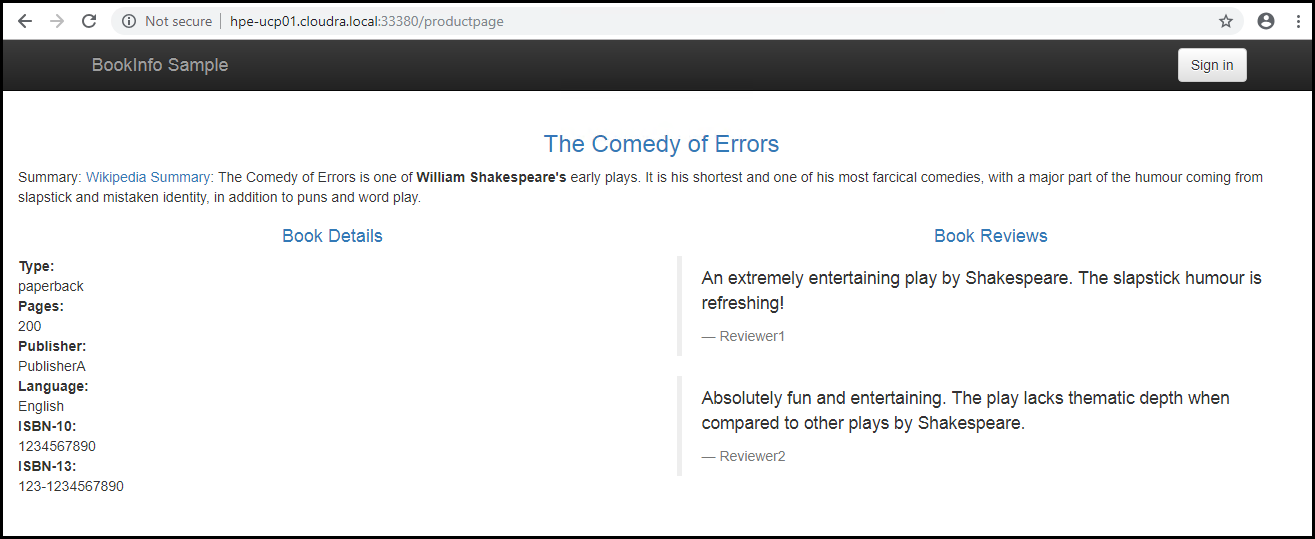 Not secure | hpe-ucp01.cloudra.local:33380/productpage
BookInfo Sample
Sign in
The Comedy of Errors
Summary: Wikipedia Summary: The Comedy of Errors is one of William Shakespeare's early plays. It is his shortest and one of his most farcical comedies, with a major part of the humour coming from
slapstick and mistaken identity, in addition to puns and word play.
Book Details
Type:
paperback
Pages:
200
Publisher:
PublisherA
Language:
English
ISBN-10:
1234567890
ISBN-13:
123-1234567890
Book Reviews
An extremely entertaining play by Shakespeare. The slapstick humour is
refreshing!
— Reviewer1
Absolutely fun and entertaining. The play lacks thematic depth when
compared to other plays by Shakespeare.
— Reviewer2